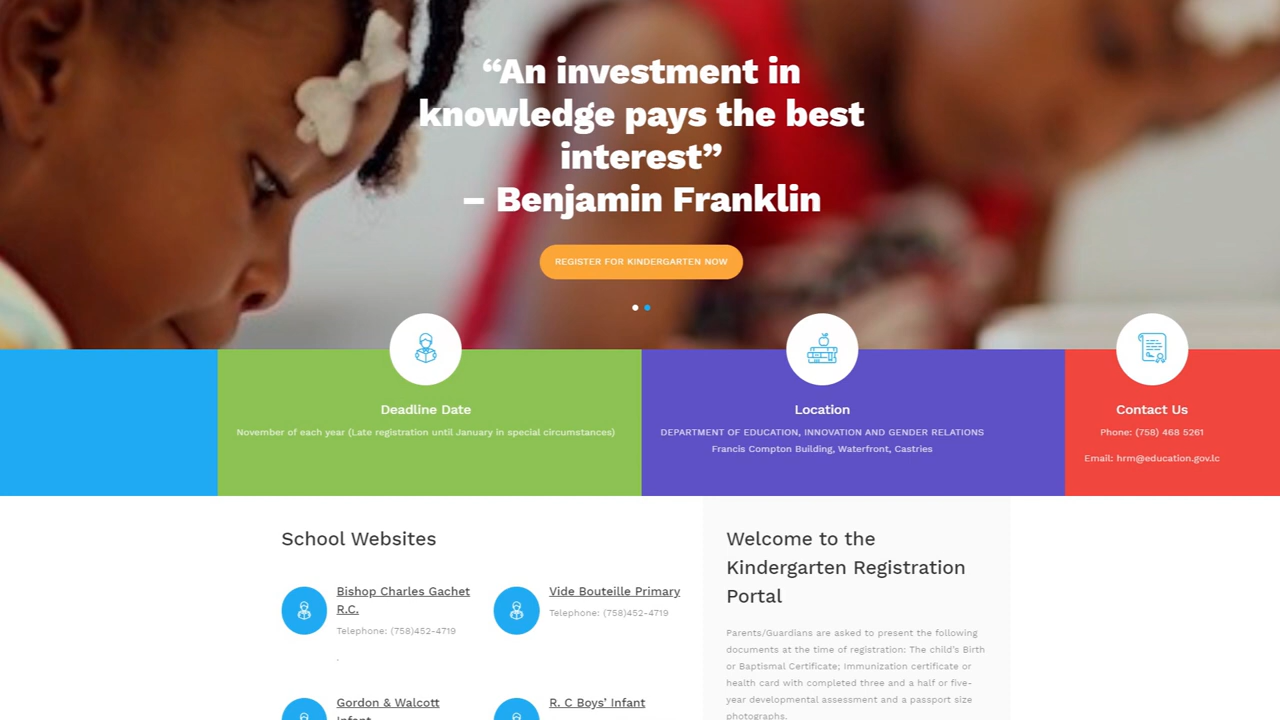 “An investment in
knowledge pays the best
interest”
– Benjamin Franklin
REGISTER FOR KINDERGARTEN NOW
Deadline Date
November of each year (Late registration until January in special circumstances)
Location
DEPARTMENT OF EDUCATION, INNOVATION AND GENDER RELATIONS
Francis Compton Building, Waterfront, Castries
Contact Us
Phone: (758) 468 5261
Email: hrm@education.gov.lc
School Websites
Bishop Charles Gachet
R.C.
Telephone: (758)452-4719
.
Vide Bouteille Primary
Telephone: (758)452-4719
Gordon & Walcott
Infant
R. C Boys’ Infant
Welcome to the
Kindergarten Registration
Portal
Parents/Guardians are asked to present the following
documents at the time of registration: The child’s Birth
or Baptismal Certificate; Immunization certificate or
health card with completed three and a half or five-
year developmental assessment and a passport size
photographs.